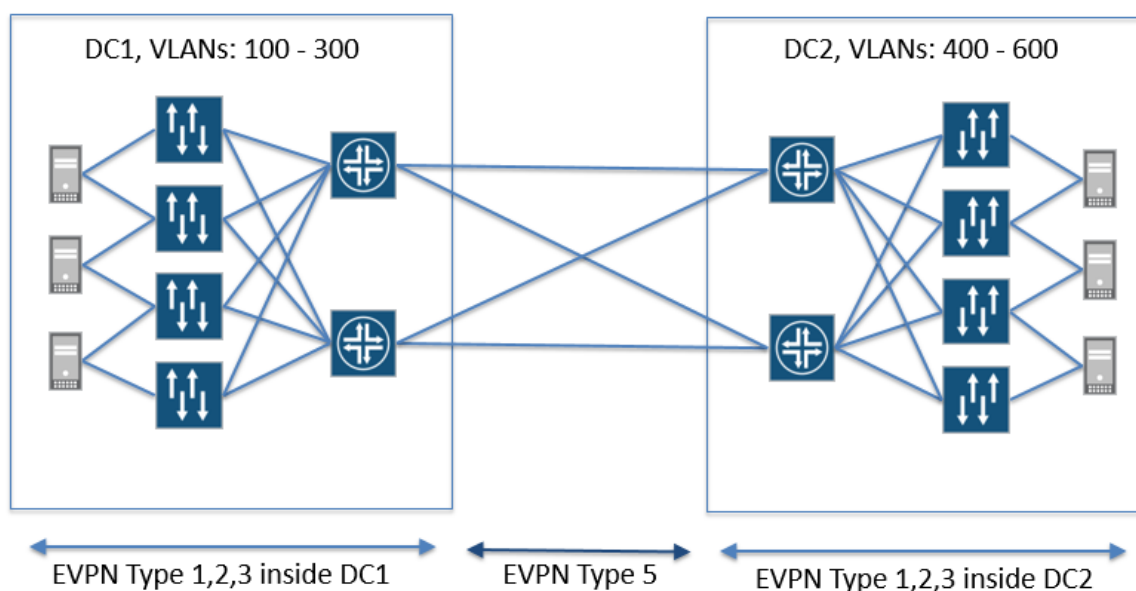 DC1, VLANs: 100 - 300
DC2, VLANs: 400 - 600
EVPN Type 1,2,3 inside DC1
EVPN Type 5
EVPN Type 1,2,3 inside DC2